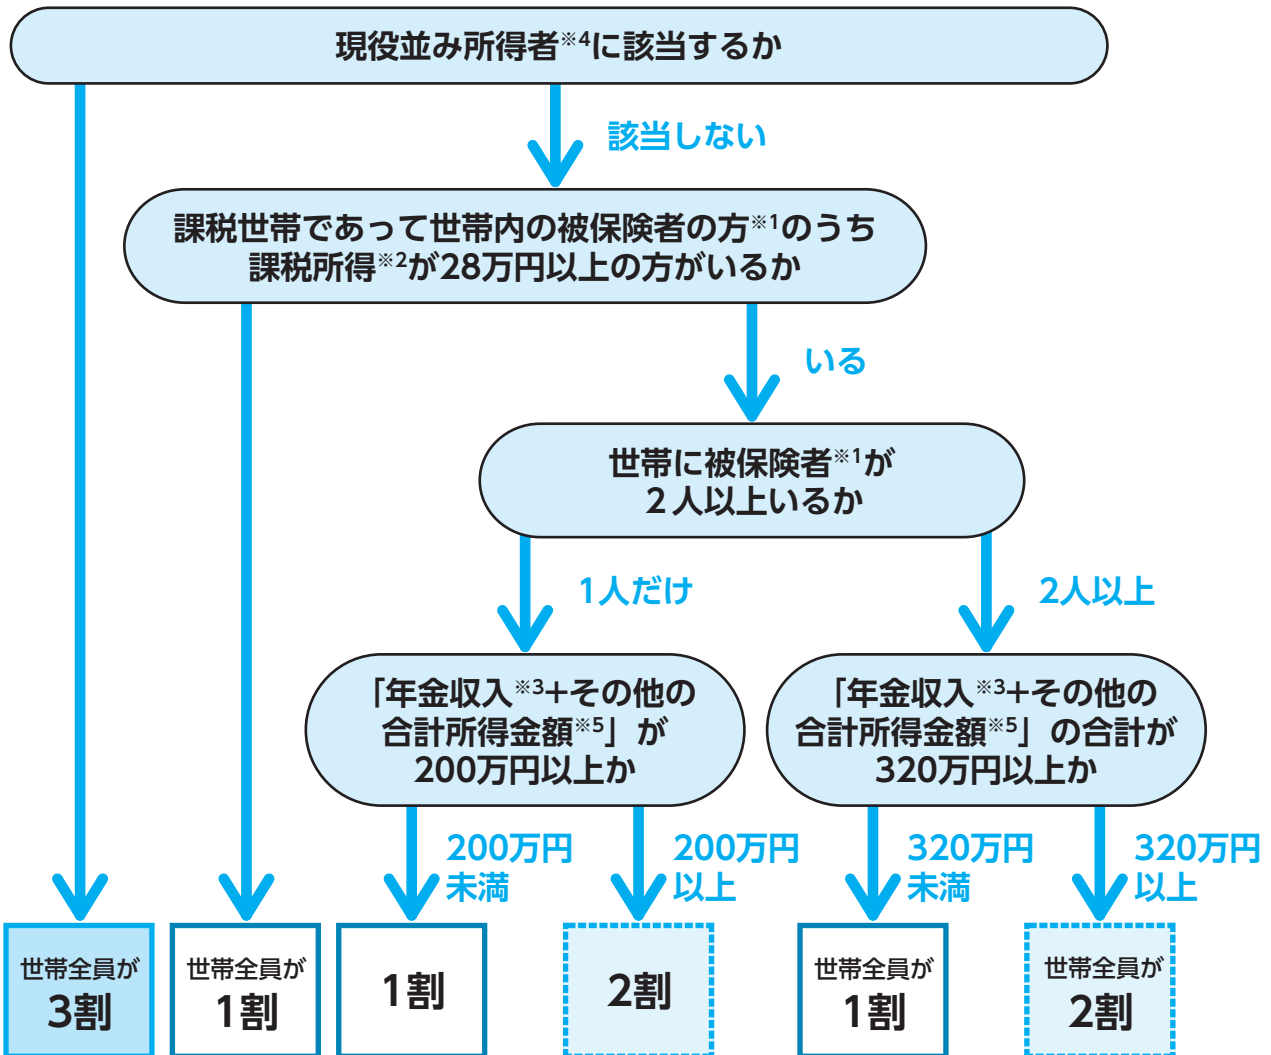 現役並み所得者※4に該当するか
該当しない
課税世帯であって世帯内の被保険者の方※1のうち
課税所得※2が28万円以上の方がいるか
いる
世帯に被保険者※1が
2人以上いるか
1人だけ
2人以上
「年金収入※3+その他の
合計所得金額※5」が
200万円以上か
「年金収入※3+その他の
合計所得金額※5」の合計が
320万円以上か
200万円
未満
200万円
以上
320万円
未満
320万円
以上
世帯全員が
3割
世帯全員が
1割
1割
2割
世帯全員が
1割
世帯全員が
2割